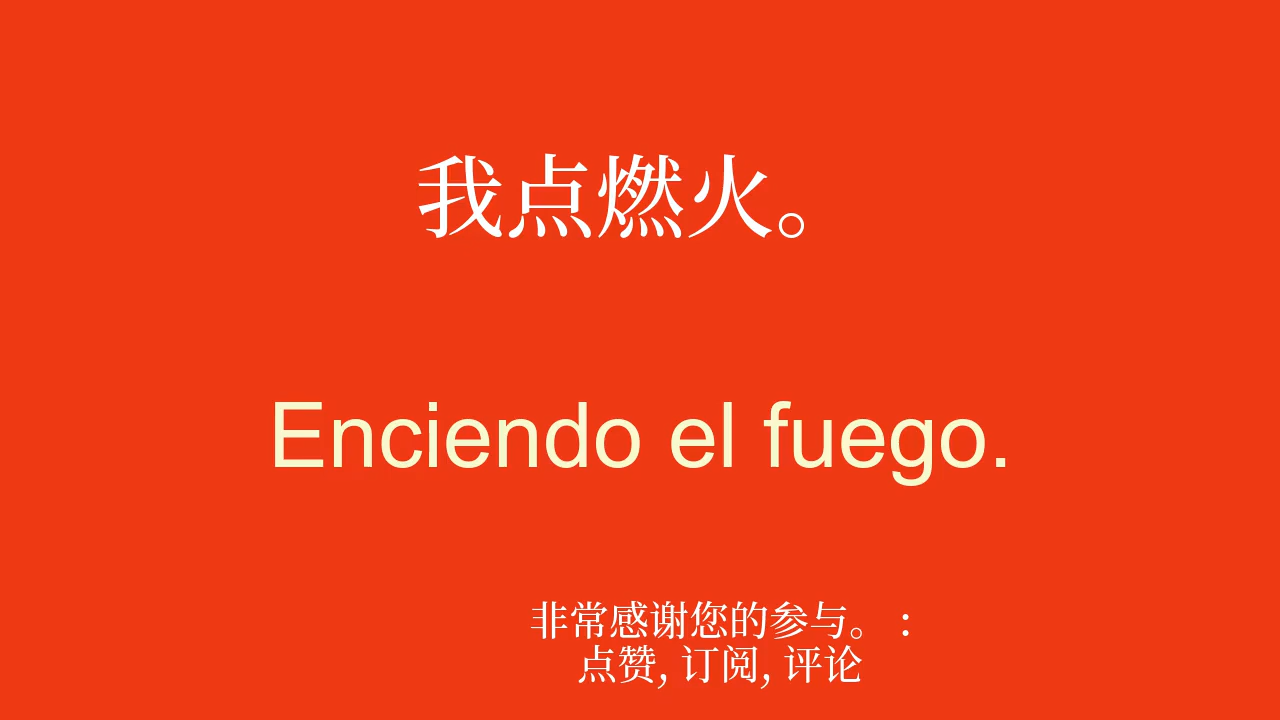 我点燃火。
Enciendo el fuego.
非常感谢您的参与。 :
点赞, 订阅, 评论